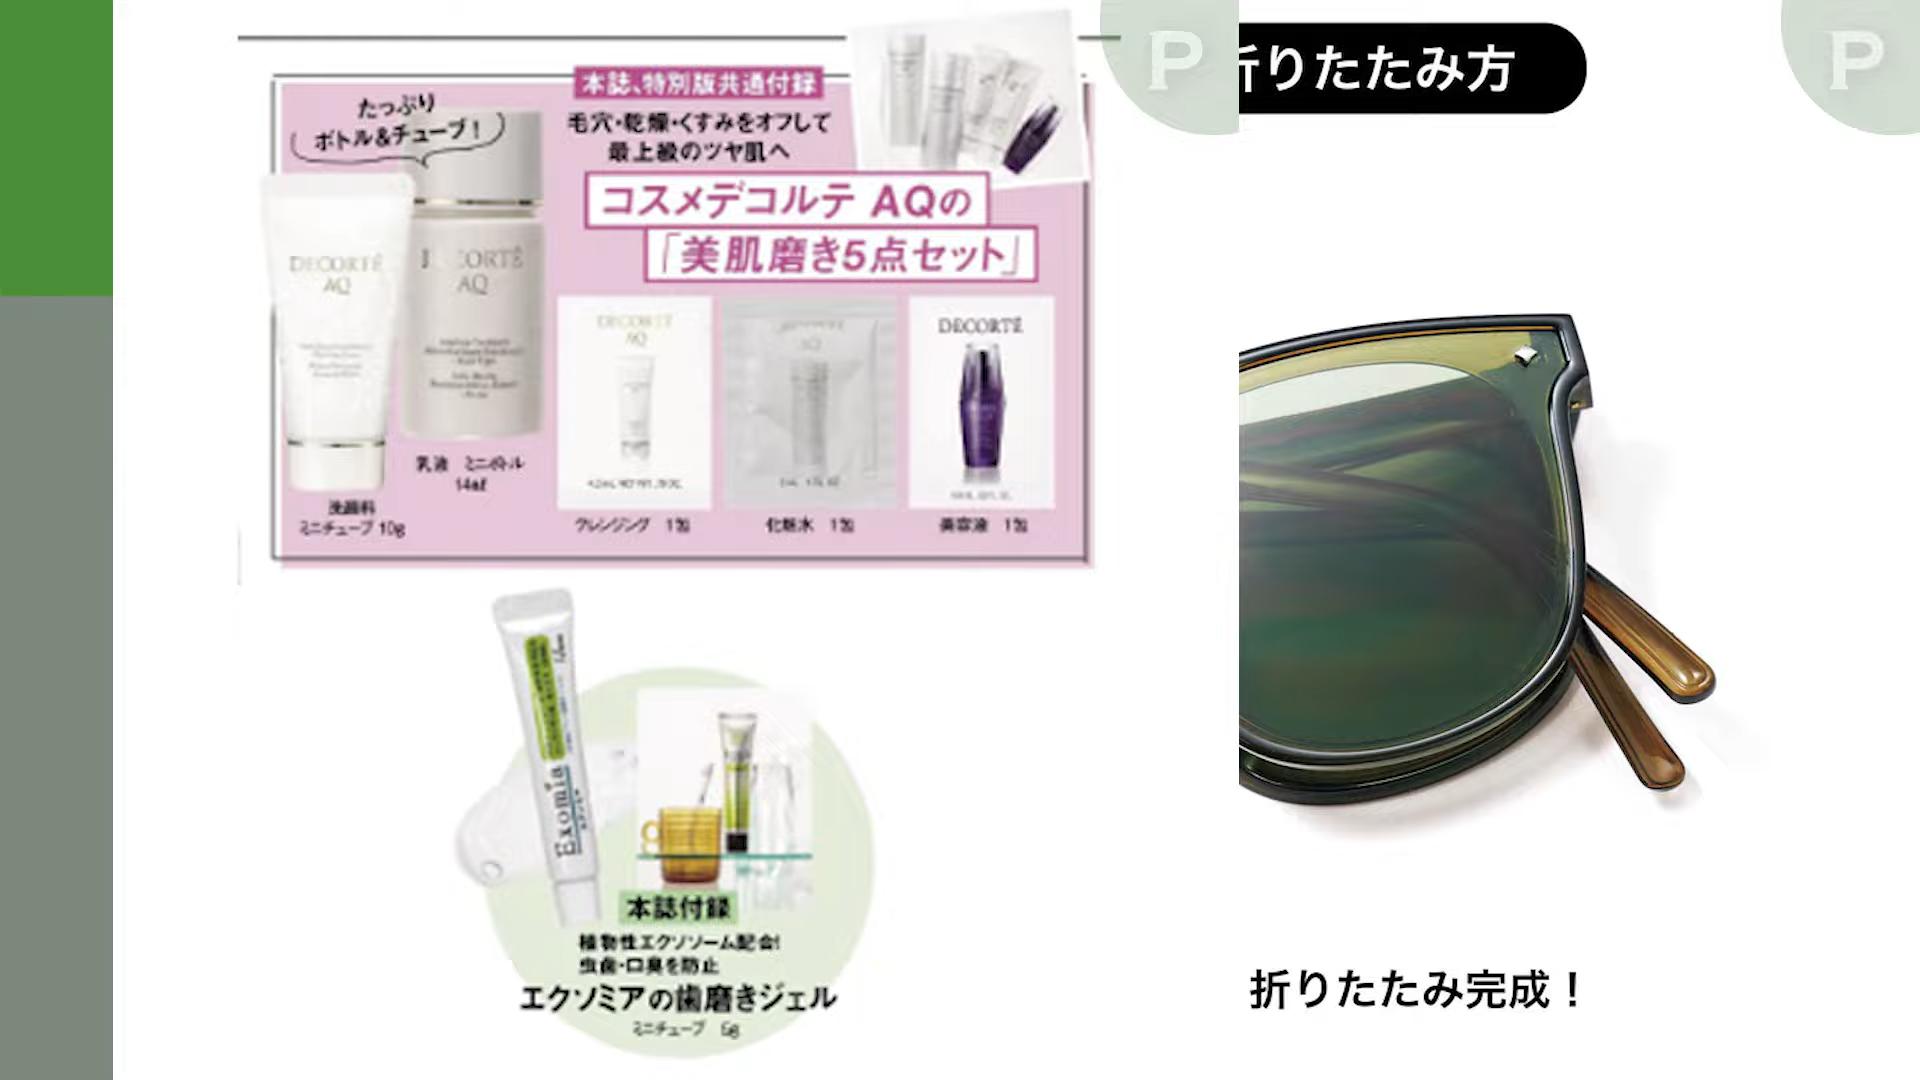 本誌、特別版共通付録
たっぷり
ボトル&チューブ！
毛穴・乾燥・くすみをオフして
最上級のツヤ肌へ
コスメデコルテ AQの
「美肌磨き5点セット」
DECORTÉ
AQ
DECORTÉ
AQ
DECORTÉ
AQ
DECORTÉ
乳液 ミニボトル
14mℓ
洗顔料
ミニチューブ 10g
クレンジング 1包
化粧水 1包
美容液 1包
Exomia
本誌付録
植物性エクソソーム配合!
虫歯・口臭を防止
エクソミアの歯磨きジェル
ミニチューブ 5g
P
折りたたみ方
P
折りたたみ完成！